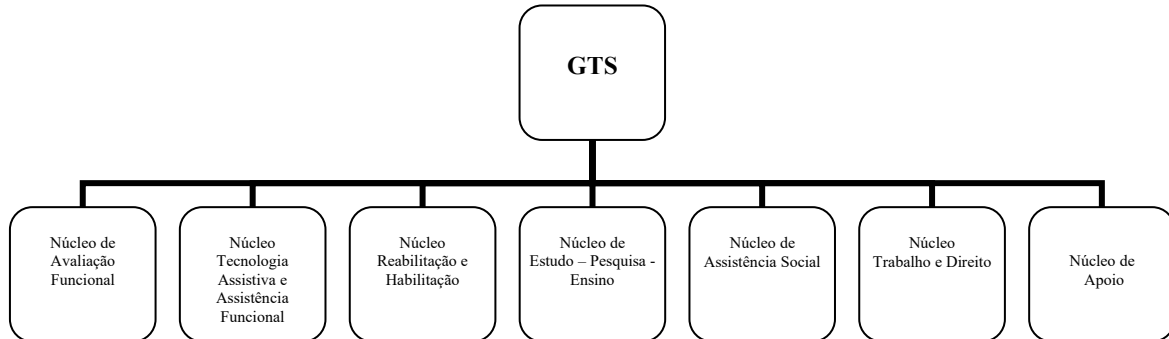 GTS
Núcleo de
Avaliação
Funcional
Núcleo
Tecnologia
Assistiva e
Assistência
Funcional
Núcleo
Reabilitação e
Habilitação
Núcleo de
Estudo – Pesquisa -
Ensino
Núcleo de
Assistência Social
Núcleo
Trabalho e Direito
Núcleo de
Apoio